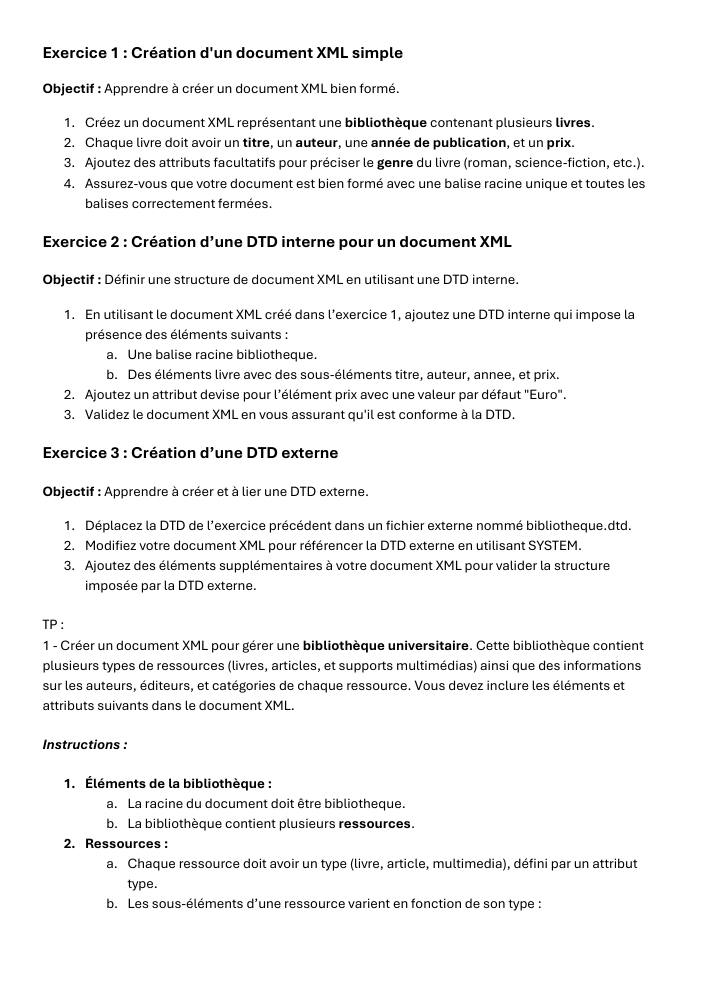 Exercice 1 : Création d'un document XML simple
Objectif : Apprendre à créer un document XML bien formé.
1. Créez un document XML représentant une bibliothèque contenant plusieurs livres.
2. Chaque livre doit avoir un titre, un auteur, une année de publication, et un prix.
3. Ajoutez des attributs facultatifs pour préciser le genre du livre (roman, science-fiction, etc.).
4. Assurez-vous que votre document est bien formé avec une balise racine unique et toutes les
balises correctement fermées.
Exercice 2 : Création d’une DTD interne pour un document XML
Objectif : Définir une structure de document XML en utilisant une DTD interne.
1. En utilisant le document XML créé dans l’exercice 1, ajoutez une DTD interne qui impose la
présence des éléments suivants :
a. Une balise racine bibliotheque.
b. Des éléments livre avec des sous-éléments titre, auteur, annee, et prix.
2. Ajoutez un attribut devise pour l’élément prix avec une valeur par défaut "Euro".
3. Validez le document XML en vous assurant qu'il est conforme à la DTD.
Exercice 3 : Création d’une DTD externe
Objectif : Apprendre à créer et à lier une DTD externe.
1. Déplacez la DTD de l’exercice précédent dans un fichier externe nommé bibliotheque.dtd.
2. Modifiez votre document XML pour référencer la DTD externe en utilisant SYSTEM.
3. Ajoutez des éléments supplémentaires à votre document XML pour valider la structure
imposée par la DTD externe.
TP :
1 - Créer un document XML pour gérer une bibliothèque universitaire. Cette bibliothèque contient
plusieurs types de ressources (livres, articles, et supports multimédias) ainsi que des informations
sur les auteurs, éditeurs, et catégories de chaque ressource. Vous devez inclure les éléments et
attributs suivants dans le document XML.
Instructions :
1. Éléments de la bibliothèque :
a. La racine du document doit être bibliotheque.
b. La bibliothèque contient plusieurs ressources.
2. Ressources :
a. Chaque ressource doit avoir un type (livre, article, multimedia), défini par un attribut
type.
b. Les sous-éléments d’une ressource varient en fonction de son type :